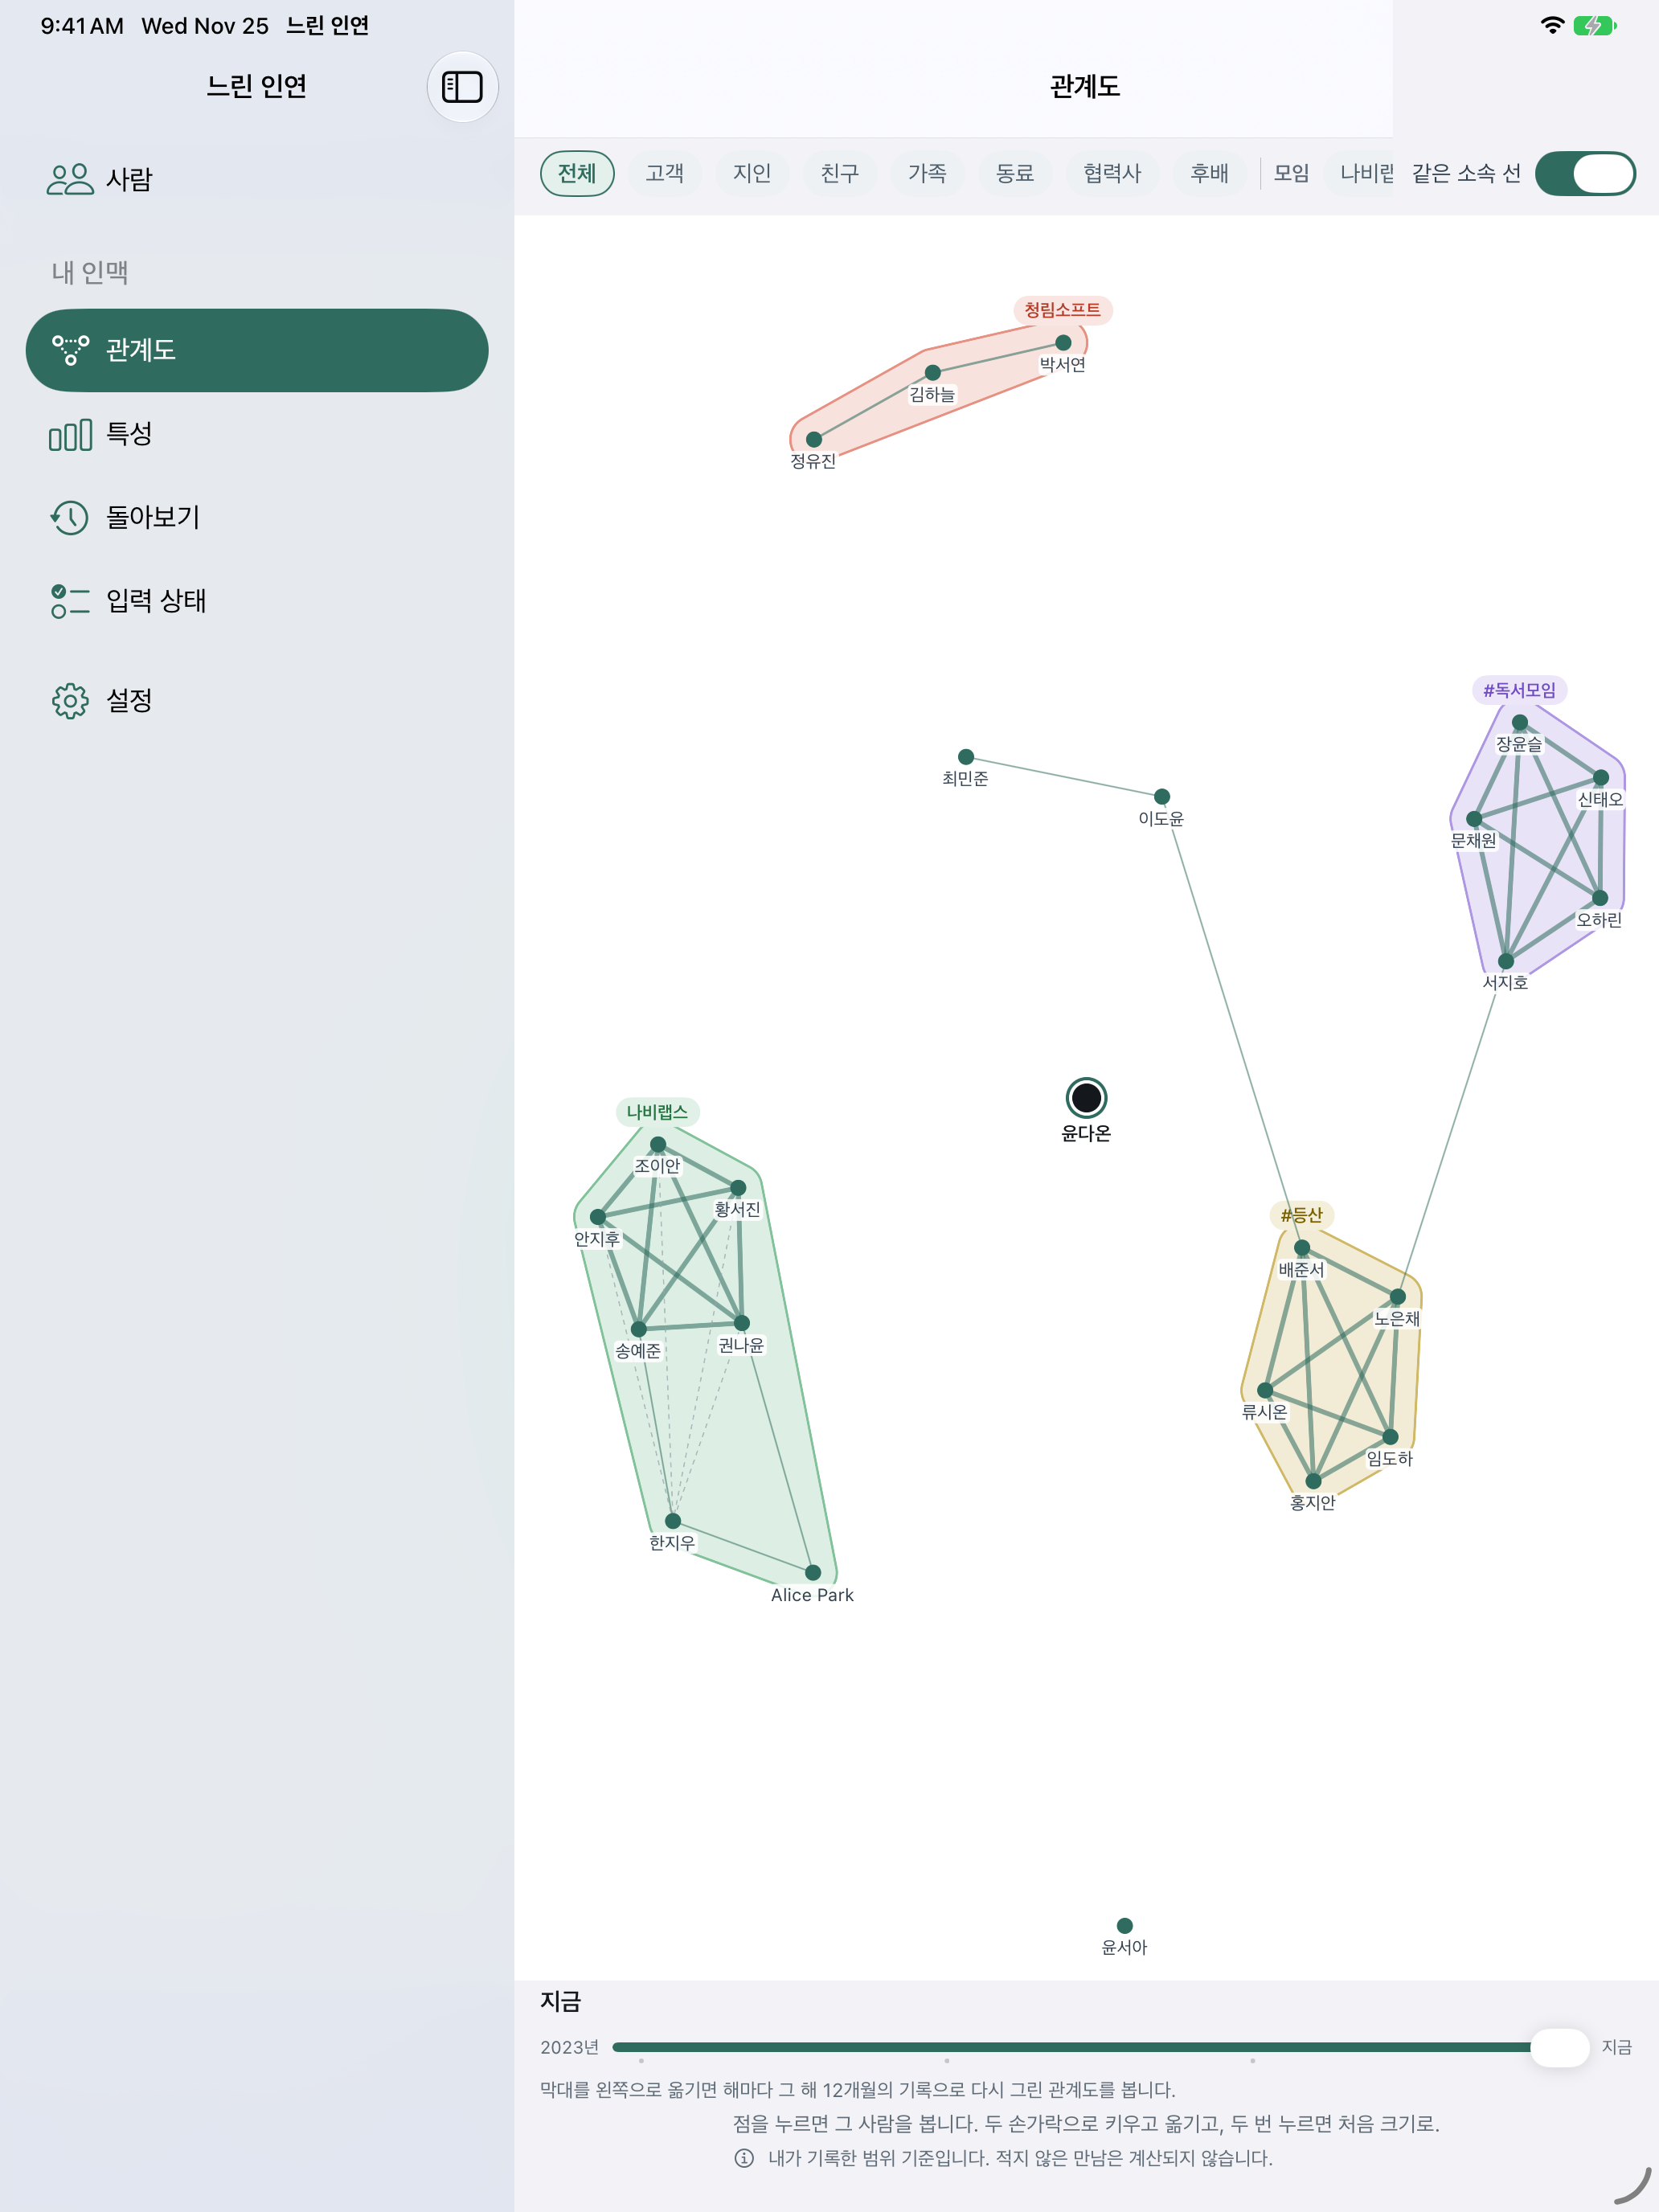 9:41 AM Wed Nov 25 느린 인연
느린 인연
사람
내 인맥
관계도
특성
돌아보기
입력 상태
설정
관계도
전체 고객 지인 친구 가족 동료 협력사 후배 모임 같은 소속 선
청림소프트
박서연
김하늘
정유진
#독서모임
장윤슬
신태오
문채원
오하린
서지호
최민준
이도윤
윤다온
나비랩스
조이안
황서진
안지후
송예준
권나윤
한지우
Alice Park
#등산
배준서
노은채
류시온
임도하
홍지안
윤서아
지금
2023년 지금
막대를 왼쪽으로 옮기면 해마다 그 해 12개월의 기록으로 다시 그린 관계도를 봅니다.
점을 누르면 그 사람을 봅니다. 두 손가락으로 키우고 옮기고, 두 번 누르면 처음 크기로.
내가 기록한 범위 기준입니다. 적지 않은 만남은 계산되지 않습니다.